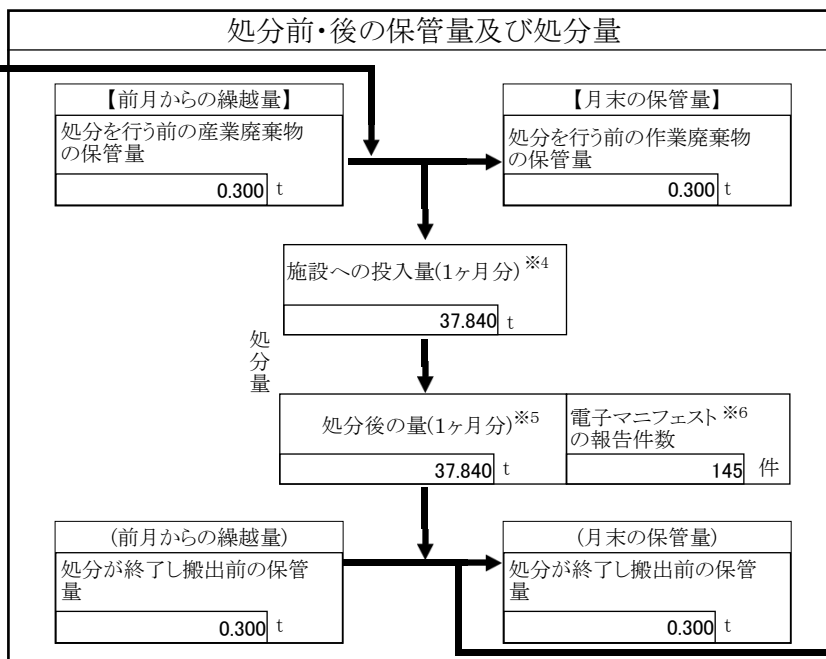 処分前・後の保管量及び処分量
【前月からの繰越量】
処分を行う前の産業廃棄物
の保管量
0.300 t
【月末の保管量】
処分を行う前の作業廃棄物
の保管量
0.300 t
施設への投入量(1ヶ月分)※4
37.840 t
処分量
処分後の量(1ヶ月分)※5
37.840 t
電子マニフェスト※6
の報告件数
145 件
(前月からの繰越量)
処分が終了し搬出前の保管
量
0.300 t
(月末の保管量)
処分が終了し搬出前の保管
量
0.300 t